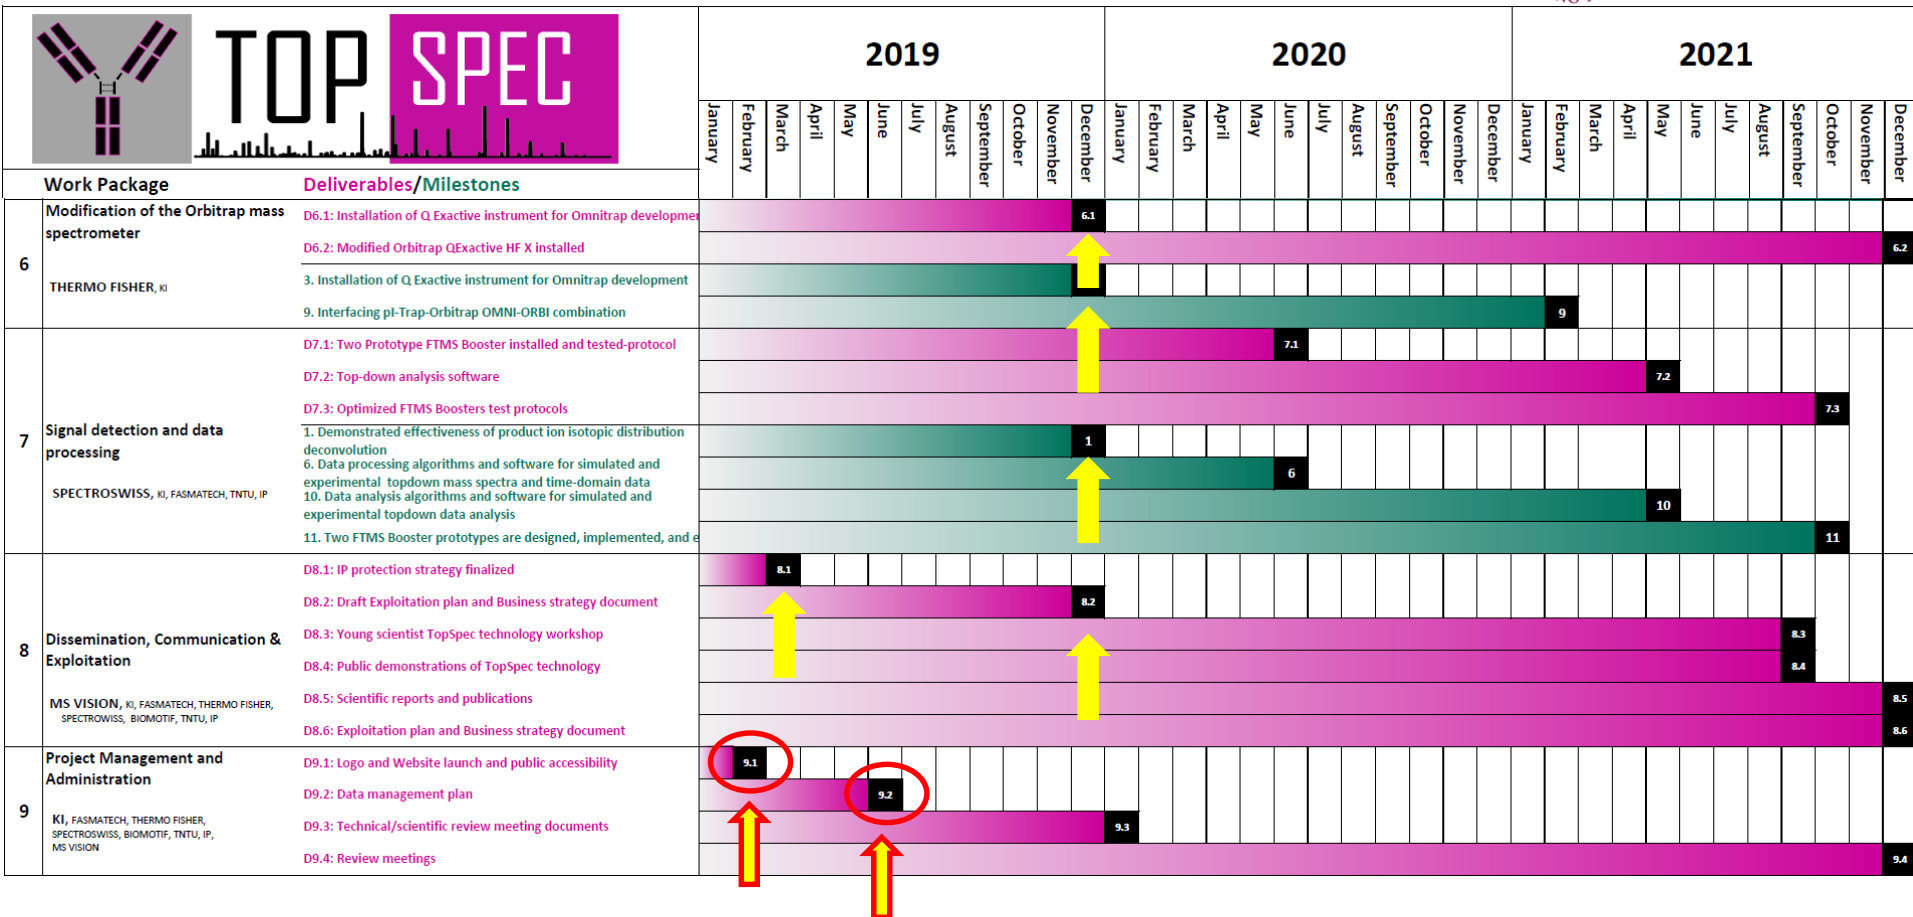 TOP SPEC
2019
2020
2021
January
February
March
April
May
June
July
August
September
October
November
December
January
February
March
April
May
June
July
August
September
October
November
December
January
February
March
April
May
June
July
August
September
October
November
December
Work Package
Deliverables/Milestones
6
Modification of the Orbitrap mass
spectrometer
THERMO FISHER, KI
D6.1: Installation of Q Exactive instrument for Omnitrap developmen
6.1
D6.2: Modified Orbitrap QExactive HF X installed
6.2
3. Installation of Q Exactive instrument for Omnitrap development
9. Interfacing pI-Trap-Orbitrap OMNI-ORBI combination
9
7
Signal detection and data
processing
SPECTROSWISS, KI, FASMATECH, TNTU, IP
D7.1: Two Prototype FTMS Booster installed and tested-protocol
7.1
D7.2: Top-down analysis software
7.2
D7.3: Optimized FTMS Boosters test protocols
7.3
1. Demonstrated effectiveness of product ion isotopic distribution
deconvolution
1
6. Data processing algorithms and software for simulated and
experimental topdown mass spectra and time-domain data
6
10. Data analysis algorithms and software for simulated and
experimental topdown data analysis
10
11. Two FTMS Booster prototypes are designed, implemented, and e
11
8
Dissemination, Communication &
Exploitation
MS VISION, KI, FASMATECH, THERMO FISHER,
SPECTROWISS, BIOMOTIF, TNTU, IP
D8.1: IP protection strategy finalized
8.1
D8.2: Draft Exploitation plan and Business strategy document
8.2
D8.3: Young scientist TopSpec technology workshop
8.3
D8.4: Public demonstrations of TopSpec technology
8.4
D8.5: Scientific reports and publications
8.5
D8.6: Exploitation plan and Business strategy document
8.6
9
Project Management and
Administration
KI, FASMATECH, THERMO FISHER,
SPECTROSWISS, BIOMOTIF, TNTU, IP,
MS VISION
D9.1: Logo and Website launch and public accessibility
9.1
D9.2: Data management plan
9.2
D9.3: Technical/scientific review meeting documents
9.3
D9.4: Review meetings
9.4